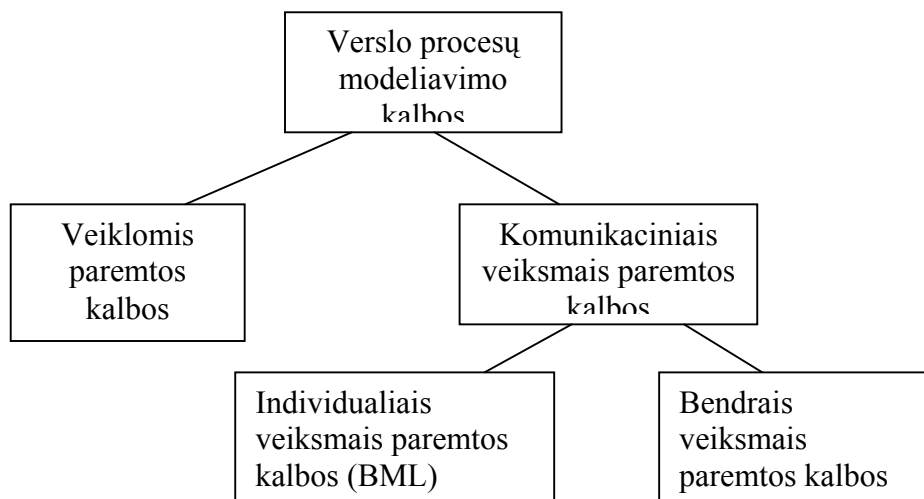 Verslo procesų
modeliavimo
kalbos
Veiklomis
paremtos
kalbos
Komunikaciniais
veiksmais paremtos
kalbos
Individualiais
veiksmais paremtos
kalbos (BML)
Bendrais
veiksmais
paremtos kalbos